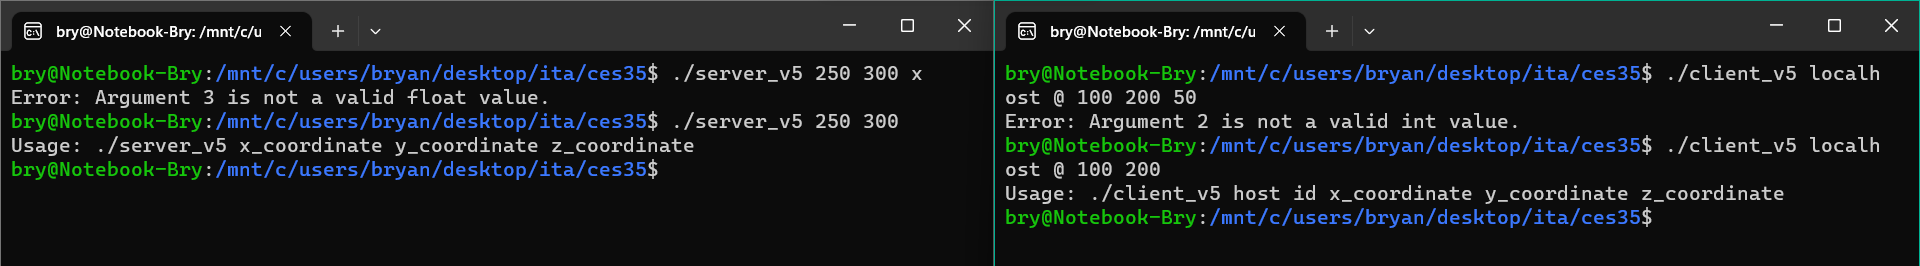 bry@Notebook-Bry: /mnt/c/u
bry@Notebook-Bry:/mnt/c/users/bryan/desktop/ita/ces35$ ./server_v5 250 300 x
Error: Argument 3 is not a valid float value.
bry@Notebook-Bry:/mnt/c/users/bryan/desktop/ita/ces35$ ./server_v5 250 300
Usage: ./server_v5 x_coordinate y_coordinate z_coordinate
bry@Notebook-Bry:/mnt/c/users/bryan/desktop/ita/ces35$
bry@Notebook-Bry: /mnt/c/u
bry@Notebook-Bry:/mnt/c/users/bryan/desktop/ita/ces35$ ./client_v5 localh
ost @ 100 200 50
Error: Argument 2 is not a valid int value.
bry@Notebook-Bry:/mnt/c/users/bryan/desktop/ita/ces35$ ./client_v5 localh
ost @ 100 200
Usage: ./client_v5 host id x_coordinate y_coordinate z_coordinate
bry@Notebook-Bry:/mnt/c/users/bryan/desktop/ita/ces35$